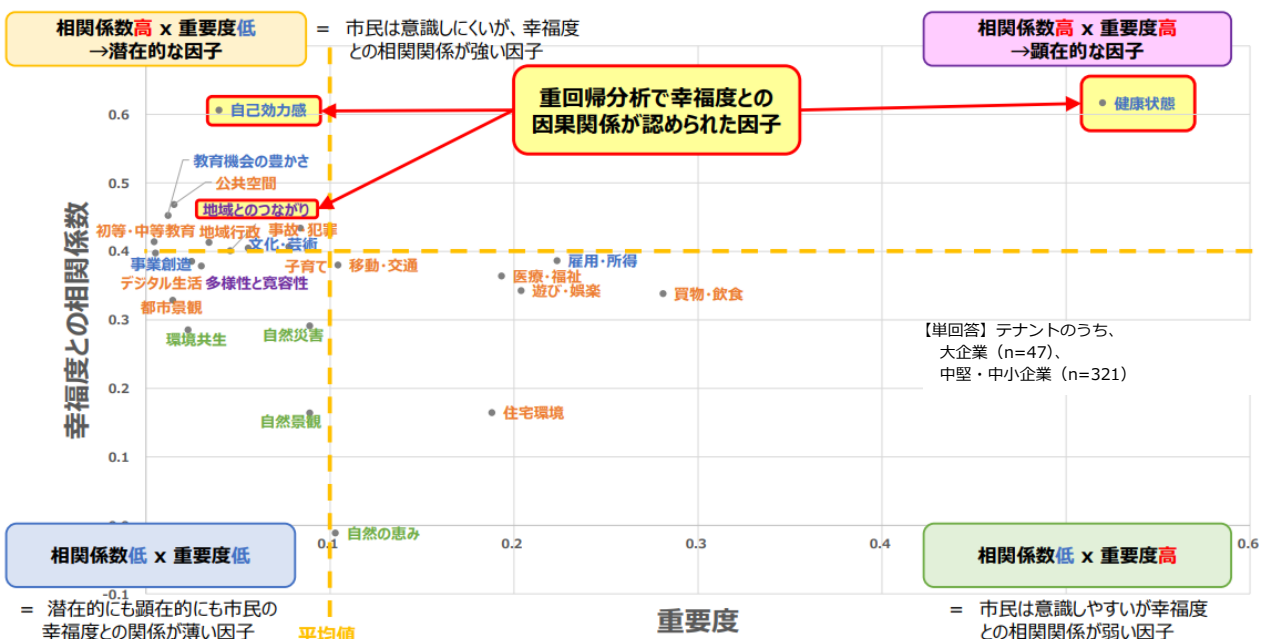 相関係数高 x 重要度低
→潜在的な因子
= 市民は意識しにくいが、幸福度
との相関関係が強い因子
相関係数高 x 重要度高
→顕在的な因子
重回帰分析で幸福度との
因果関係が認められた因子
自己効力感
健康状態
0.6
教育機会の豊かさ
公共空間
0.5
地域とのつながり
初等・中等教育
地域行政
事故・犯罪
文化・芸術
0.4
事業創造
子育て
移動・交通
雇用・所得
デジタル生活
多様性と寛容性
医療・福祉
遊び・娯楽
買物・飲食
都市景観
0.3
環境共生
自然災害
【単回答】テナントのうち、
大企業（n=47）、
中堅・中小企業（n=321）
0.2
自然景観
住宅環境
0.1
幸福度との相関係数
自然の恵み
0.1
0.2
0.3
0.4
0.6
相関係数低 x 重要度低
相関係数低 x 重要度高
-0.1
= 潜在的にも顕在的にも市民の
幸福度との関係が薄い因子
平均値
重要度
= 市民は意識しやすいが幸福度
との相関関係が弱い因子